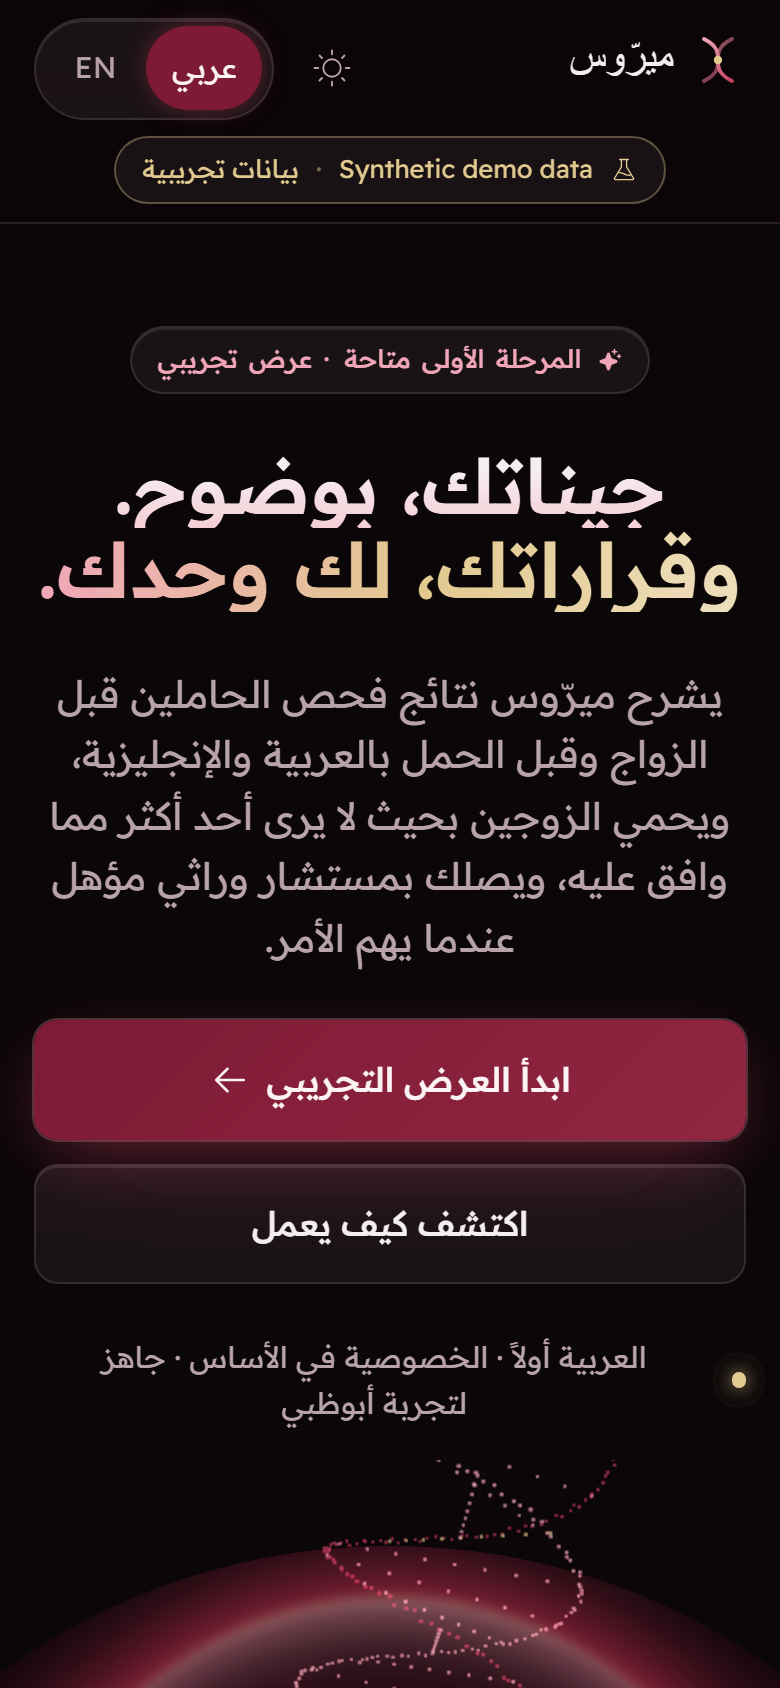 ميرّوس
عربي EN
Synthetic demo data · بيانات تجريبية
المرحلة الأولى متاحة · عرض تجريبي
جيناتك، بوضوح.
وقراراتك، لك وحدك.
يشرح ميرّوس نتائج فحص الحاملين قبل
الزواج وقبل الحمل بالعربية والإنجليزية،
ويحمي الزوجين بحيث لا يرى أحد أكثر مما
وافق عليه، ويصلك بمستشار وراثي مؤهل
عندما يهم الأمر.
ابدأ العرض التجريبي ←
اكتشف كيف يعمل
العربية أولاً · الخصوصية في الأساس · جاهز
لتجربة أبوظبي